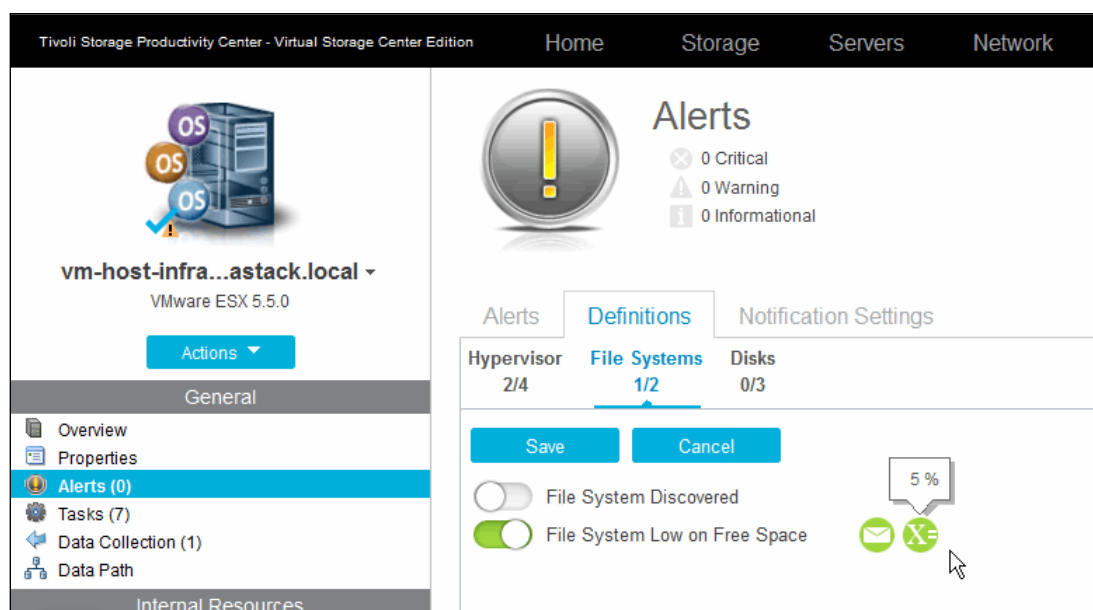 Tivoli Storage Productivity Center - Virtual Storage Center Edition
Home
Storage
Servers
Network
OS
OS
OS
vm-host-infra...astack.local
VMware ESX 5.5.0
Actions
General
Overview
Properties
Alerts (0)
Tasks (7)
Data Collection (1)
Data Path
Internal Resources
Alerts
0 Critical
0 Warning
0 Informational
Alerts
Definitions
Notification Settings
Hypervisor
2/4
File Systems
1/2
Disks
0/3
Save
Cancel
5 %
File System Discovered
File System Low on Free Space
X=